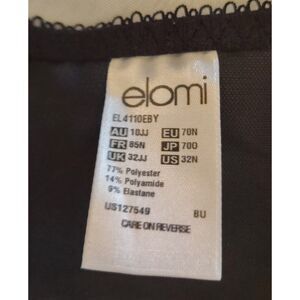 elomi
EL4110EBY
AU 10JJ EU 70N
FR 85N JP 70O
UK 32JJ US 32N
77% Polyester
14% Polyamide
9% Elastane
US127549 BU
CARE ON REVERSE